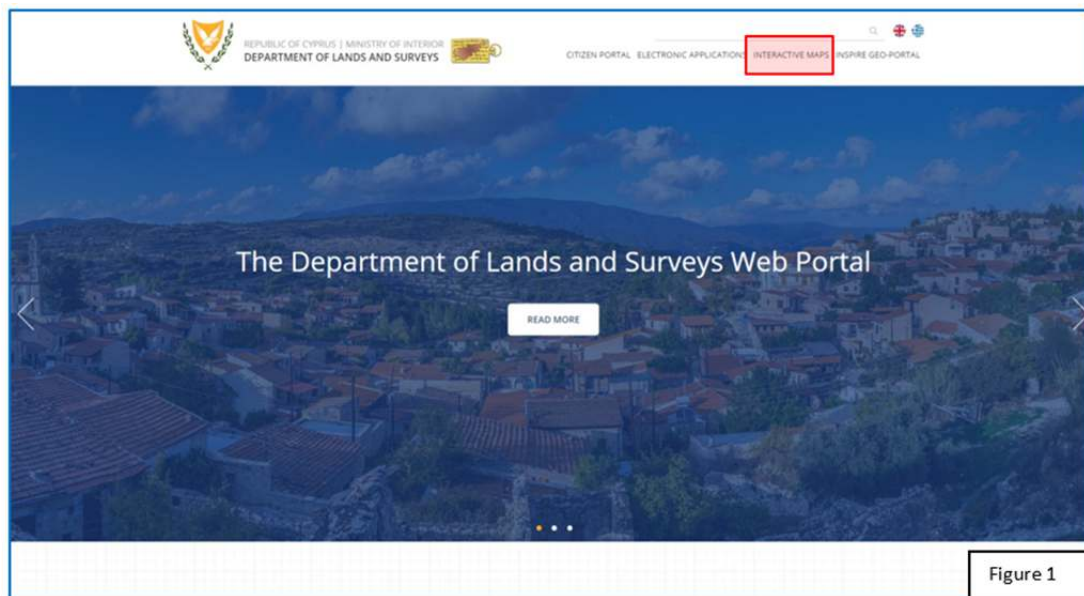 REPUBLIC OF CYPRUS | MINISTRY OF INTERIOR
DEPARTMENT OF LANDS AND SURVEYS
CITIZEN PORTAL ELECTRONIC APPLICATIONS INTERACTIVE MAPS INSPIRE GEO-PORTAL
The Department of Lands and Surveys Web Portal
READ MORE
Figure 1